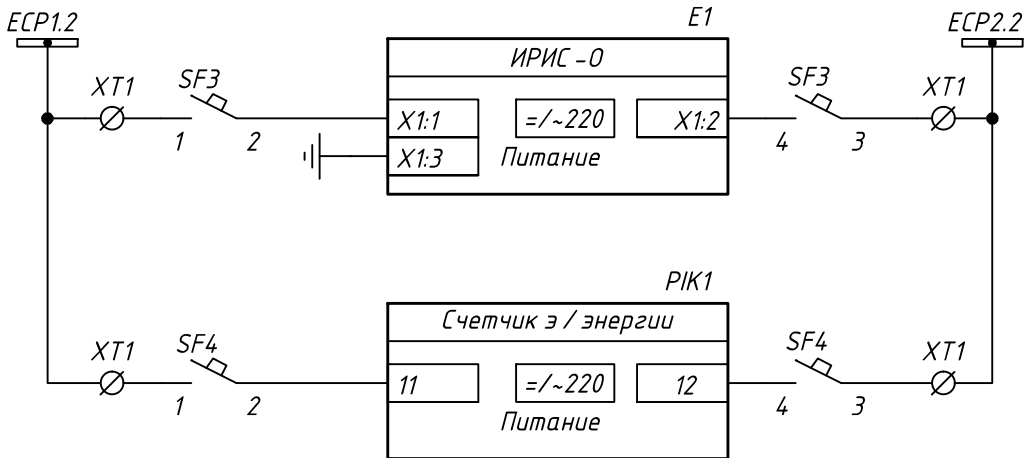 ECP1.2
E1
ECP2.2
ИРИС -О
XT1
SF3
SF3
XT1
X1:1
=/~220
X1:2
1
2
4
3
X1:3
Питание
PIK1
Счетчик э / энергии
XT1
SF4
SF4
XT1
11
=/~220
12
1
2
4
3
Питание